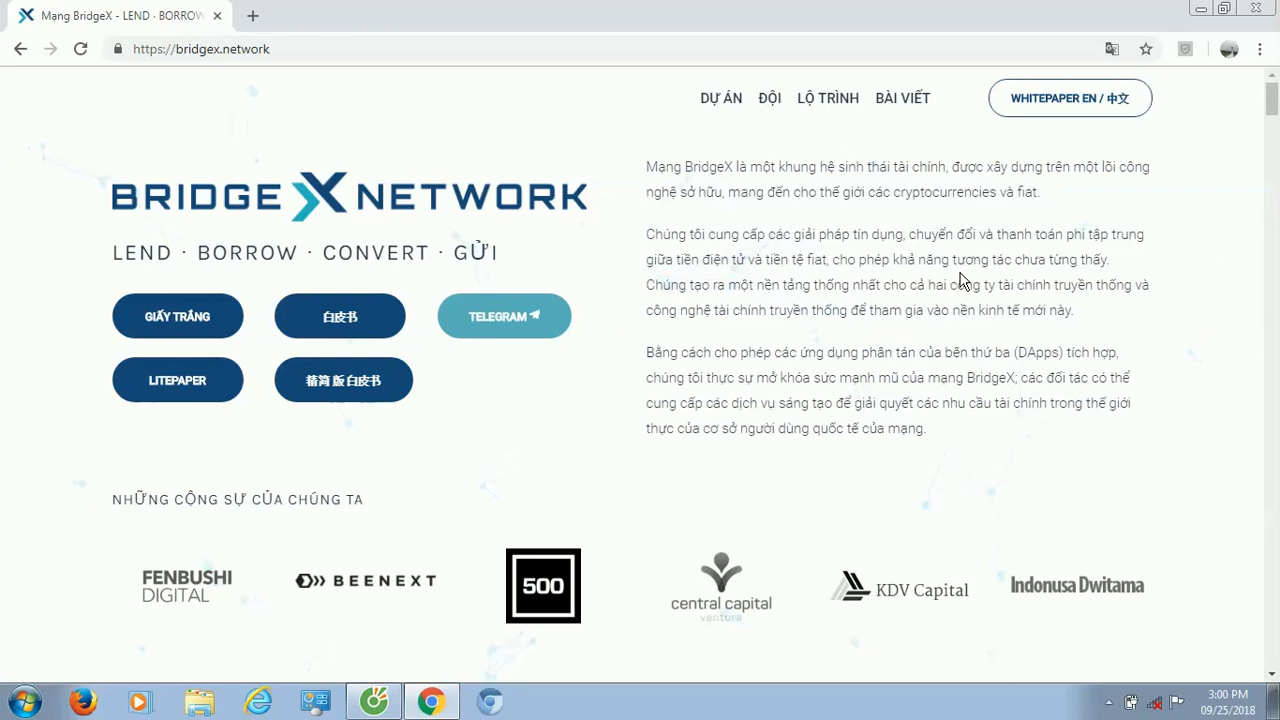 Mạng BridgeX - LEND · BORROW
https://bridgex.network
DỰ ÁN ĐỘI LỘ TRÌNH BÀI VIẾT WHITEPAPER EN / 中文
BRIDGE X NETWORK
LEND · BORROW · CONVERT · GỬI
GIẤY TRẮNG 白皮书 TELEGRAM
LITEPAPER 精简版白皮书
Mạng BridgeX là một khung hệ sinh thái tài chính, được xây dựng trên một lõi công
nghệ sở hữu, mang đến cho thế giới các cryptocurrencies và fiat.
Chúng tôi cung cấp các giải pháp tín dụng, chuyển đổi và thanh toán phi tập trung
giữa tiền điện tử và tiền tệ fiat, cho phép khả năng tương tác chưa từng thấy.
Chúng tạo ra một nền tảng thống nhất cho cả hai công ty tài chính truyền thống và
công nghệ tài chính truyền thống để tham gia vào nền kinh tế mới này.
Bằng cách cho phép các ứng dụng phân tán của bên thứ ba (DApps) tích hợp,
chúng tôi thực sự mở khóa sức mạnh mũ của mạng BridgeX; các đối tác có thể
cung cấp các dịch vụ sáng tạo để giải quyết các nhu cầu tài chính trong thế giới
thực của cơ sở người dùng quốc tế của mạng.
NHỮNG CỘNG SỰ CỦA CHÚNG TA
FENBUSHI
DIGITAL
BEENEXT
500
central capital
ventura
KDV Capital
Indonusa Dwitama
3:00 PM
09/25/2018